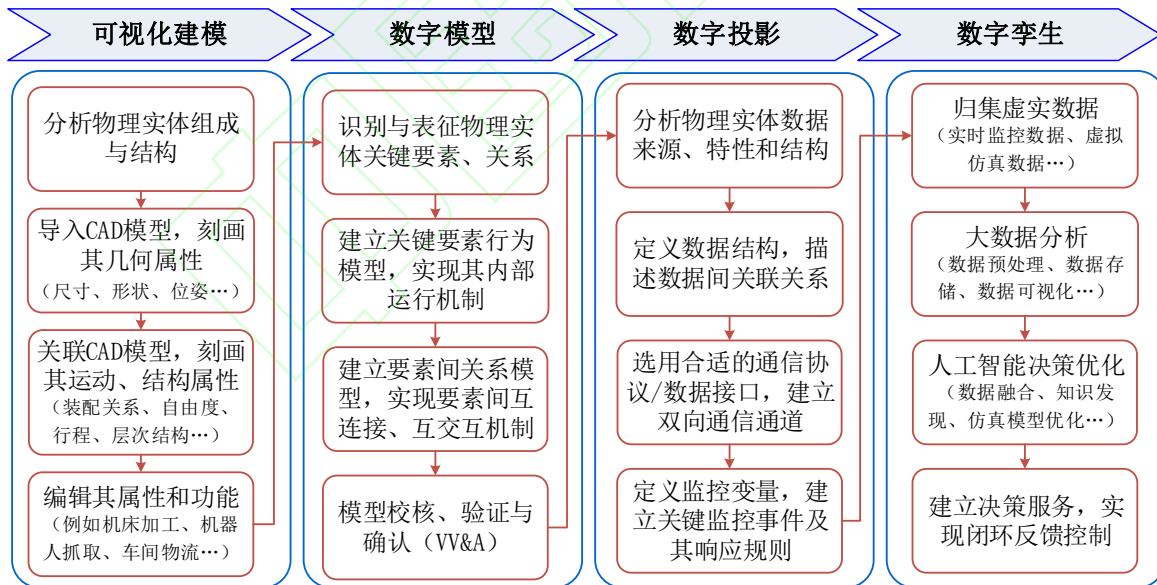 可视化建模
数字模型
数字投影
数字孪生
分析物理实体组成
与结构
导入CAD模型，刻画
其几何属性
（尺寸、形状、位姿…）
关联CAD模型，刻画
其运动、结构属性
（装配关系、自由度、
行程、层次结构…）
编辑其属性和功能
（例如机床加工、机器
人抓取、车间物流…）
识别与表征物理实
体关键要素、关系
建立关键要素行为
模型，实现其内部
运行机制
建立要素间关系模
型，实现要素间互
连接、互交互机制
模型校核、验证与
确认（VV&A）
分析物理实体数据
来源、特性和结构
定义数据结构，描
述数据间关联关系
选用合适的通信协
议/数据接口，建立
双向通信通道
定义监控变量，建
立关键监控事件及
其响应规则
归集虚实数据
（实时监控数据、虚拟
仿真数据…）
大数据分析
（数据预处理、数据存
储、数据可视化…）
人工智能决策优化
（数据融合、知识发
现、仿真模型优化…）
建立决策服务，实
现闭环反馈控制